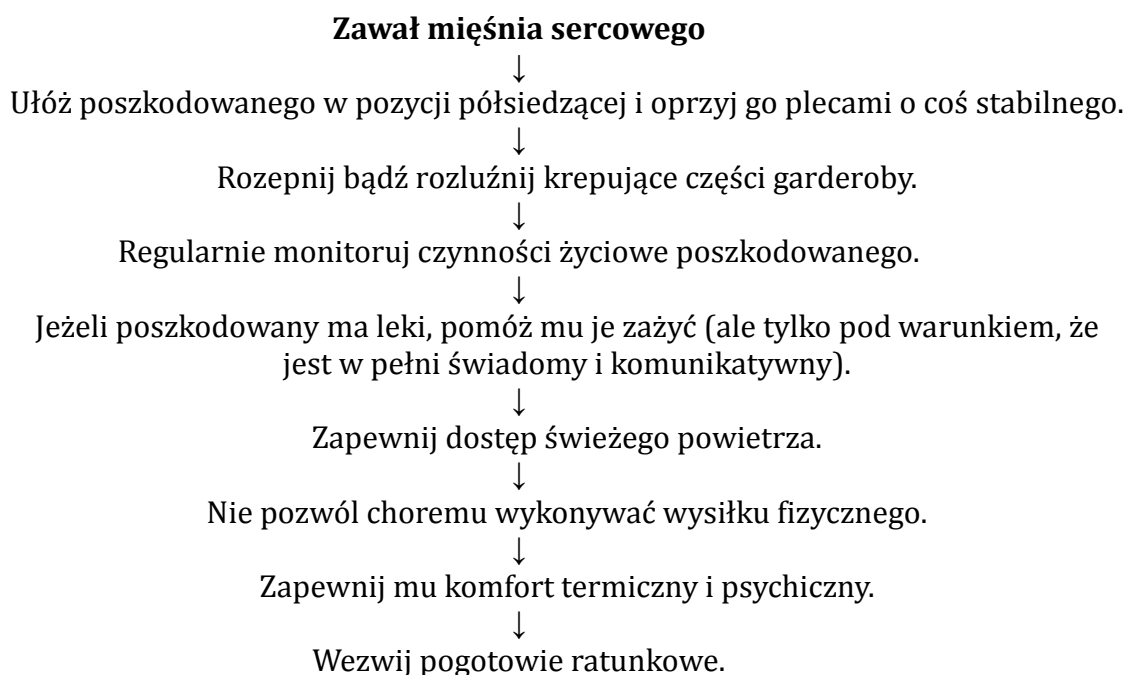 Zawał mięśnia sercowego
↓
Ułóż poszkodowanego w pozycji półsiedzącej i oprzyj go plecami o coś stabilnego.
↓
Rozepnij bądź rozluźnij krepujące części garderoby.
↓
Regularnie monitoruj czynności życiowe poszkodowanego.
↓
Jeżeli poszkodowany ma leki, pomóż mu je zażyć (ale tylko pod warunkiem, że
jest w pełni świadomy i komunikatywny).
↓
Zapewnij dostęp świeżego powietrza.
↓
Nie pozwól choremu wykonywać wysiłku fizycznego.
↓
Zapewnij mu komfort termiczny i psychiczny.
↓
Wezwij pogotowie ratunkowe.